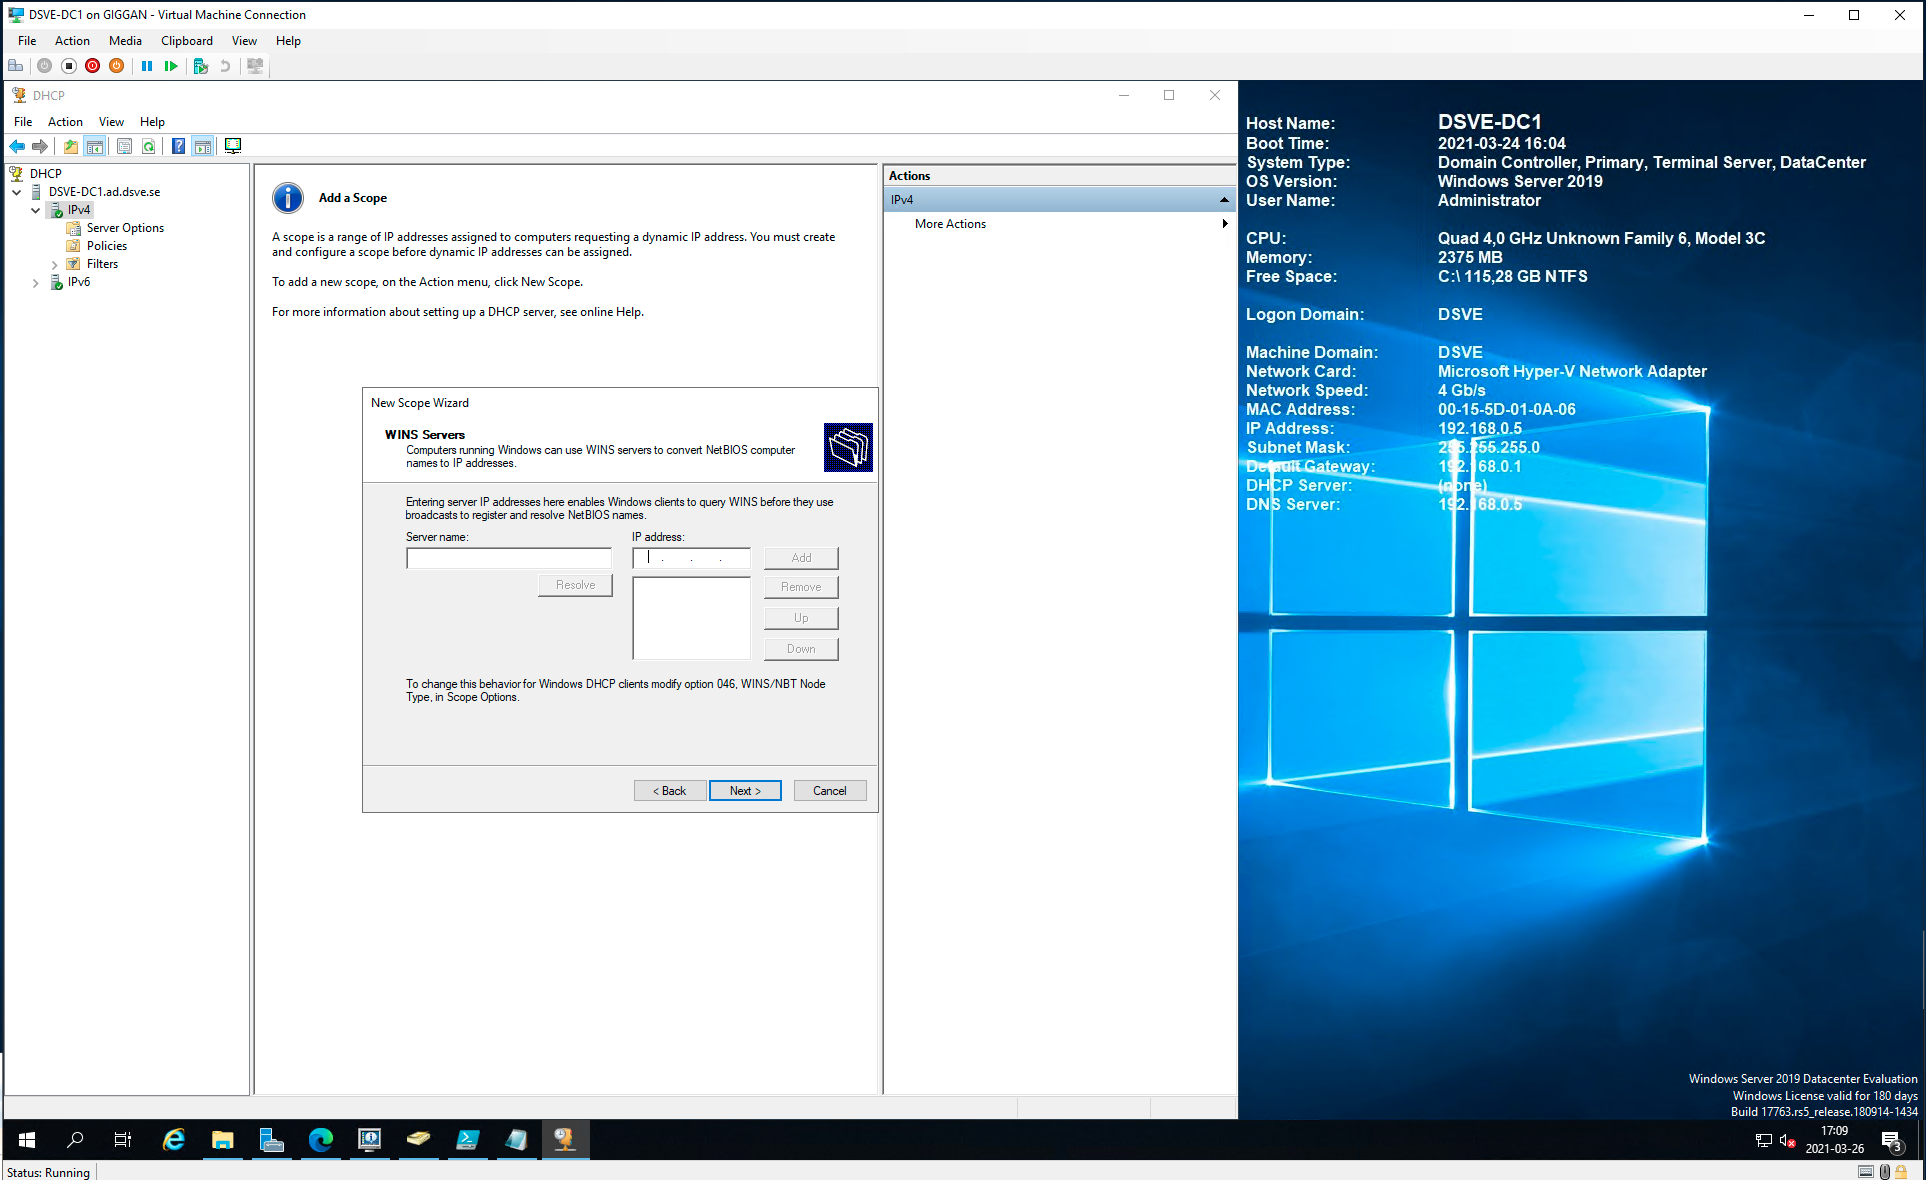 DSVE-DC1 on GIGGAN - Virtual Machine Connection
File Action Media Clipboard View Help
DHCP
File Action View Help
DHCP
DSVE-DC1.ad.dsve.se
IPv4
Server Options
Policies
Filters
IPv6
Add a Scope
A scope is a range of IP addresses assigned to computers requesting a dynamic IP address. You must create
and configure a scope before dynamic IP addresses can be assigned.
To add a new scope, on the Action menu, click New Scope.
For more information about setting up a DHCP server, see online Help.
New Scope Wizard
WINS Servers
Computers running Windows can use WINS servers to convert NetBIOS computer
names to IP addresses.
Entering server IP addresses here enables Windows clients to query WINS before they use
broadcasts to register and resolve NetBIOS names.
Server name:
IP address:
. . .
Add
Resolve
Remove
Up
Down
To change this behavior for Windows DHCP clients modify option 046, WINS/NBT Node
Type, in Scope Options.
< Back
Next >
Cancel
Actions
IPv4
More Actions
Host Name: DSVE-DC1
Boot Time: 2021-03-24 16:04
System Type: Domain Controller, Primary, Terminal Server, DataCenter
OS Version: Windows Server 2019
User Name: Administrator
CPU: Quad 4,0 GHz Unknown Family 6, Model 3C
Memory: 2375 MB
Free Space: C:\ 115,28 GB NTFS
Logon Domain: DSVE
Machine Domain: DSVE
Network Card: Microsoft Hyper-V Network Adapter
Network Speed: 4 Gb/s
MAC Address: 00-15-5D-01-0A-06
IP Address: 192.168.0.5
Subnet Mask: 255.255.255.0
Default Gateway: 192.168.0.1
DHCP Server: (none)
DNS Server: 192.168.0.5
Windows Server 2019 Datacenter Evaluation
Windows License valid for 180 days
Build 17763.rs5_release.180914-1434
17:09
2021-03-26
3
Status: Running